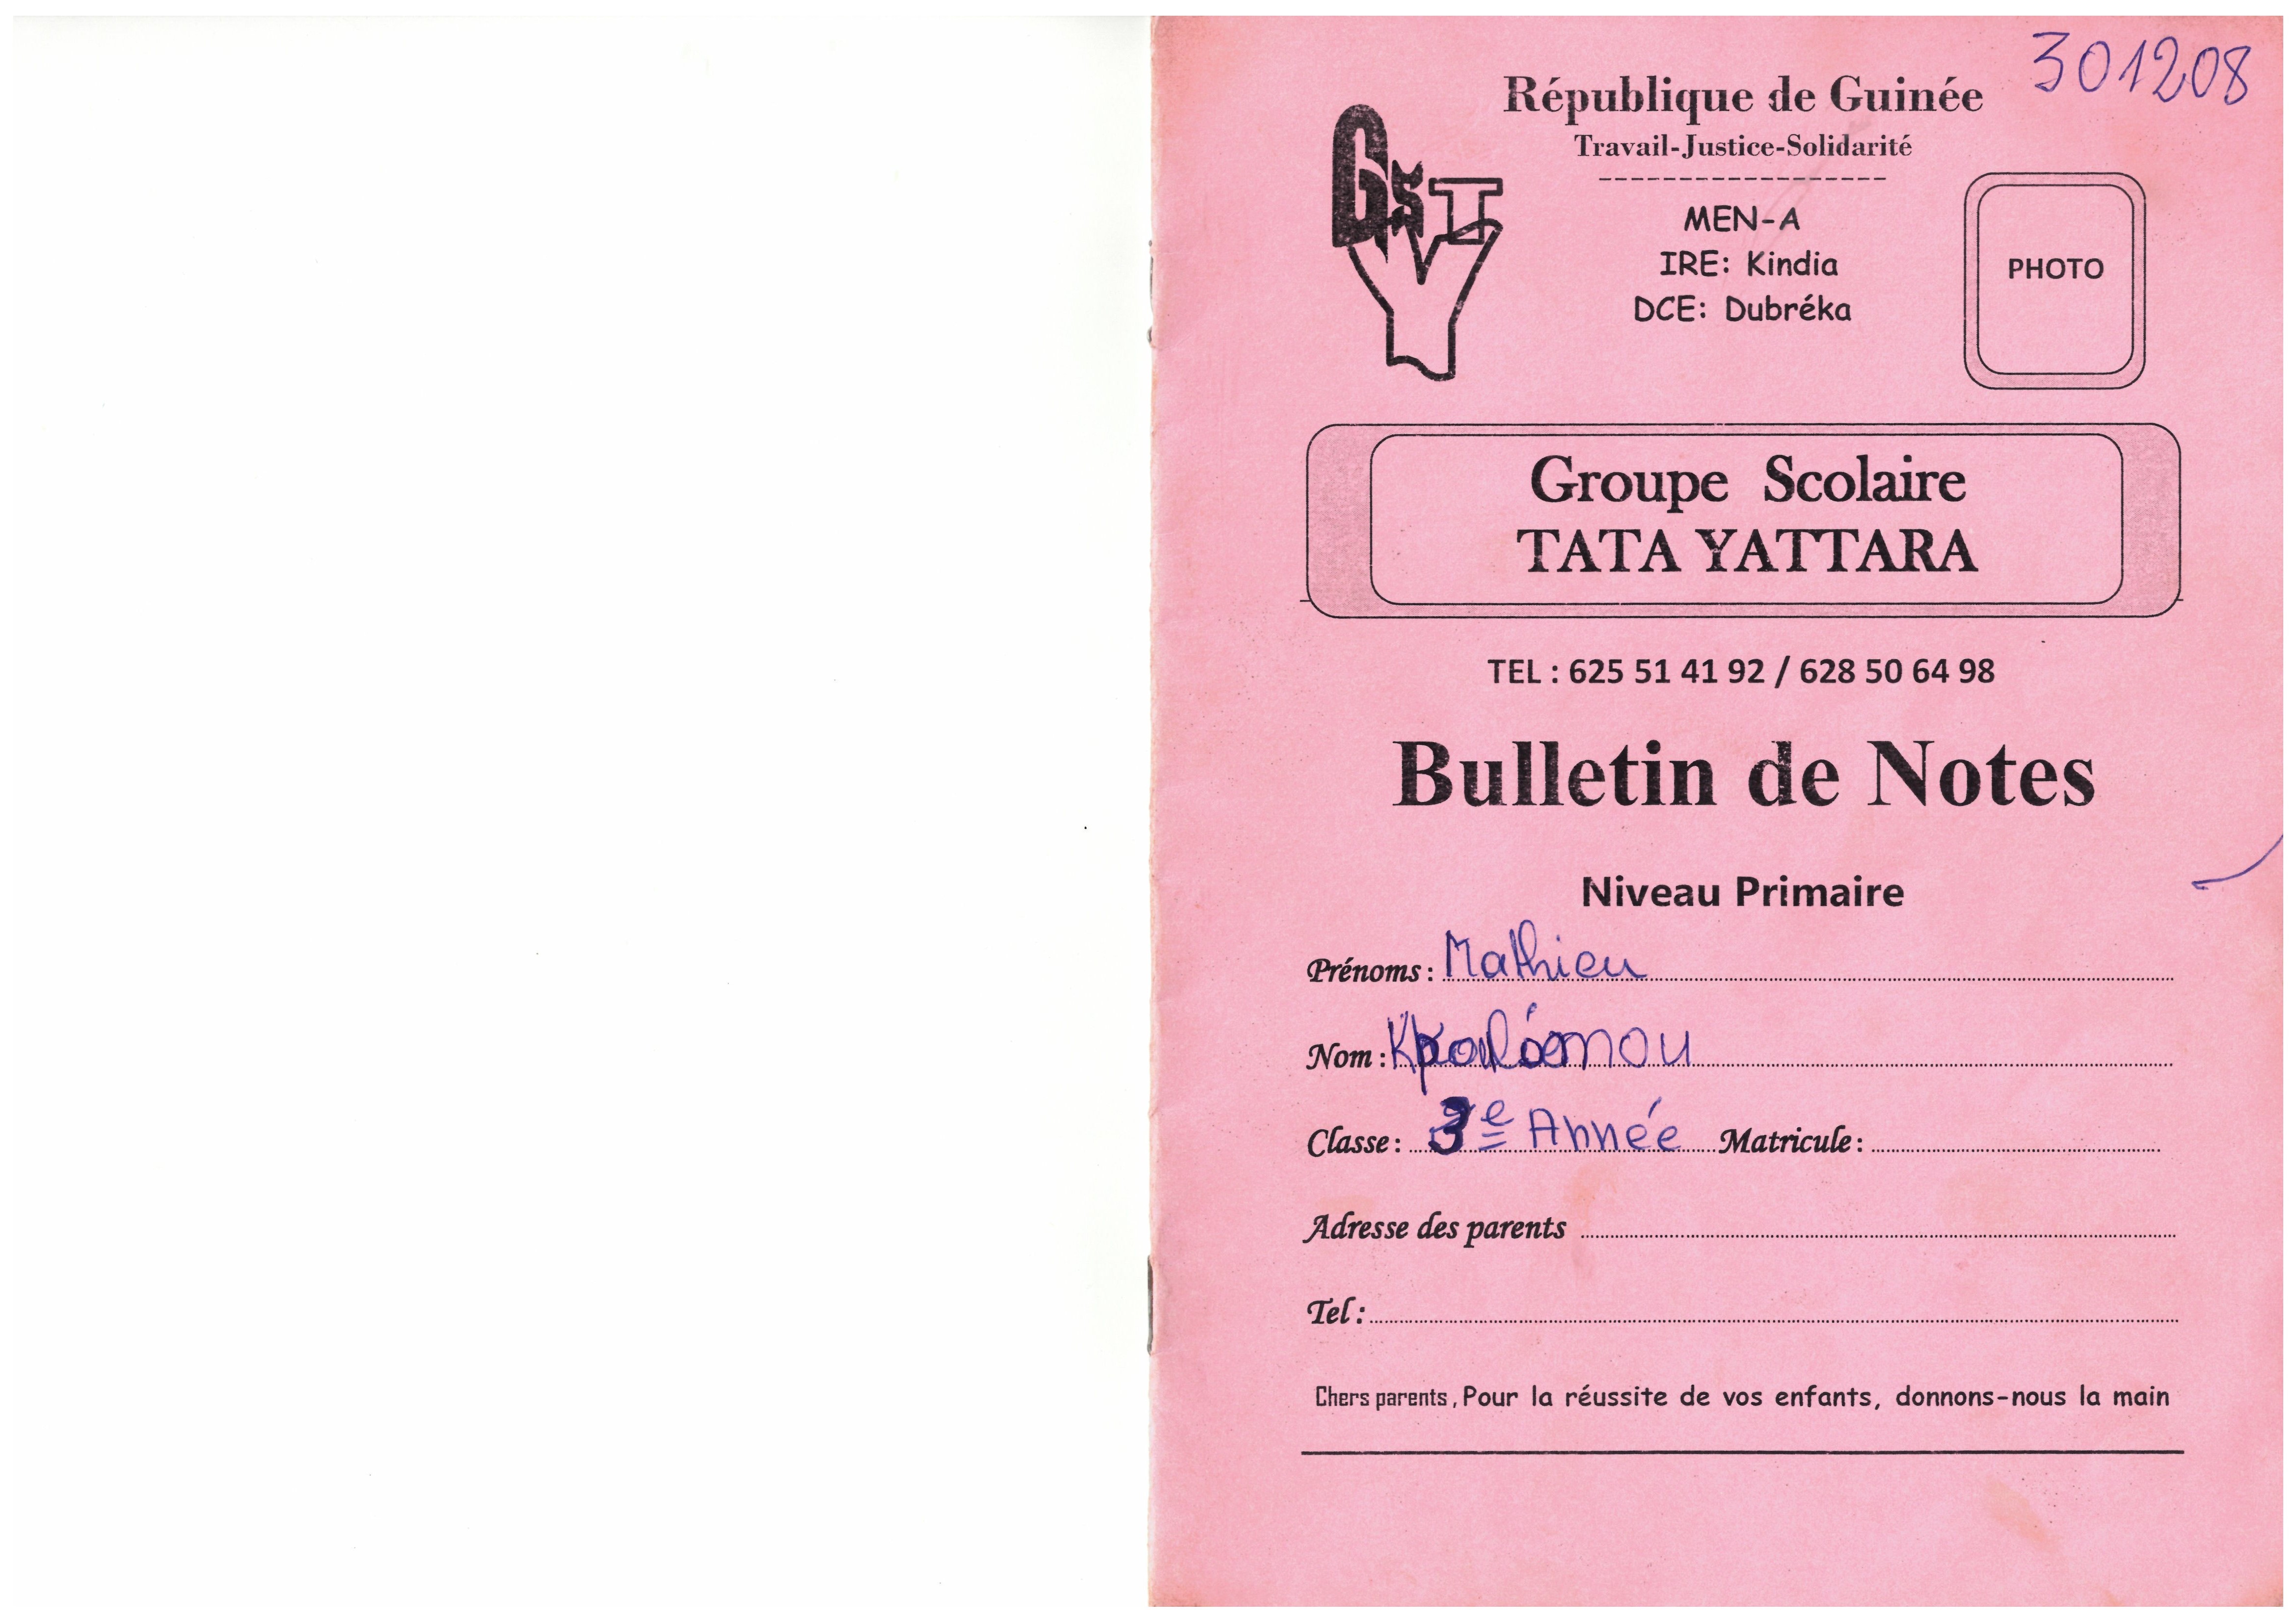 301208
République de Guinée
Travail-Justice-Solidarité
GST
MEN-A
IRE: Kindia
DCE: Dubréka
PHOTO
Groupe Scolaire
TATA YATTARA
TEL : 625 51 41 92 / 628 50 64 98
Bulletin de Notes
Niveau Primaire
Prénoms : Mathieu
Nom :
Classe : 3e Année Matricule :
Adresse des parents
Tel :
Chers parents, Pour la réussite de vos enfants, donnons-nous la main